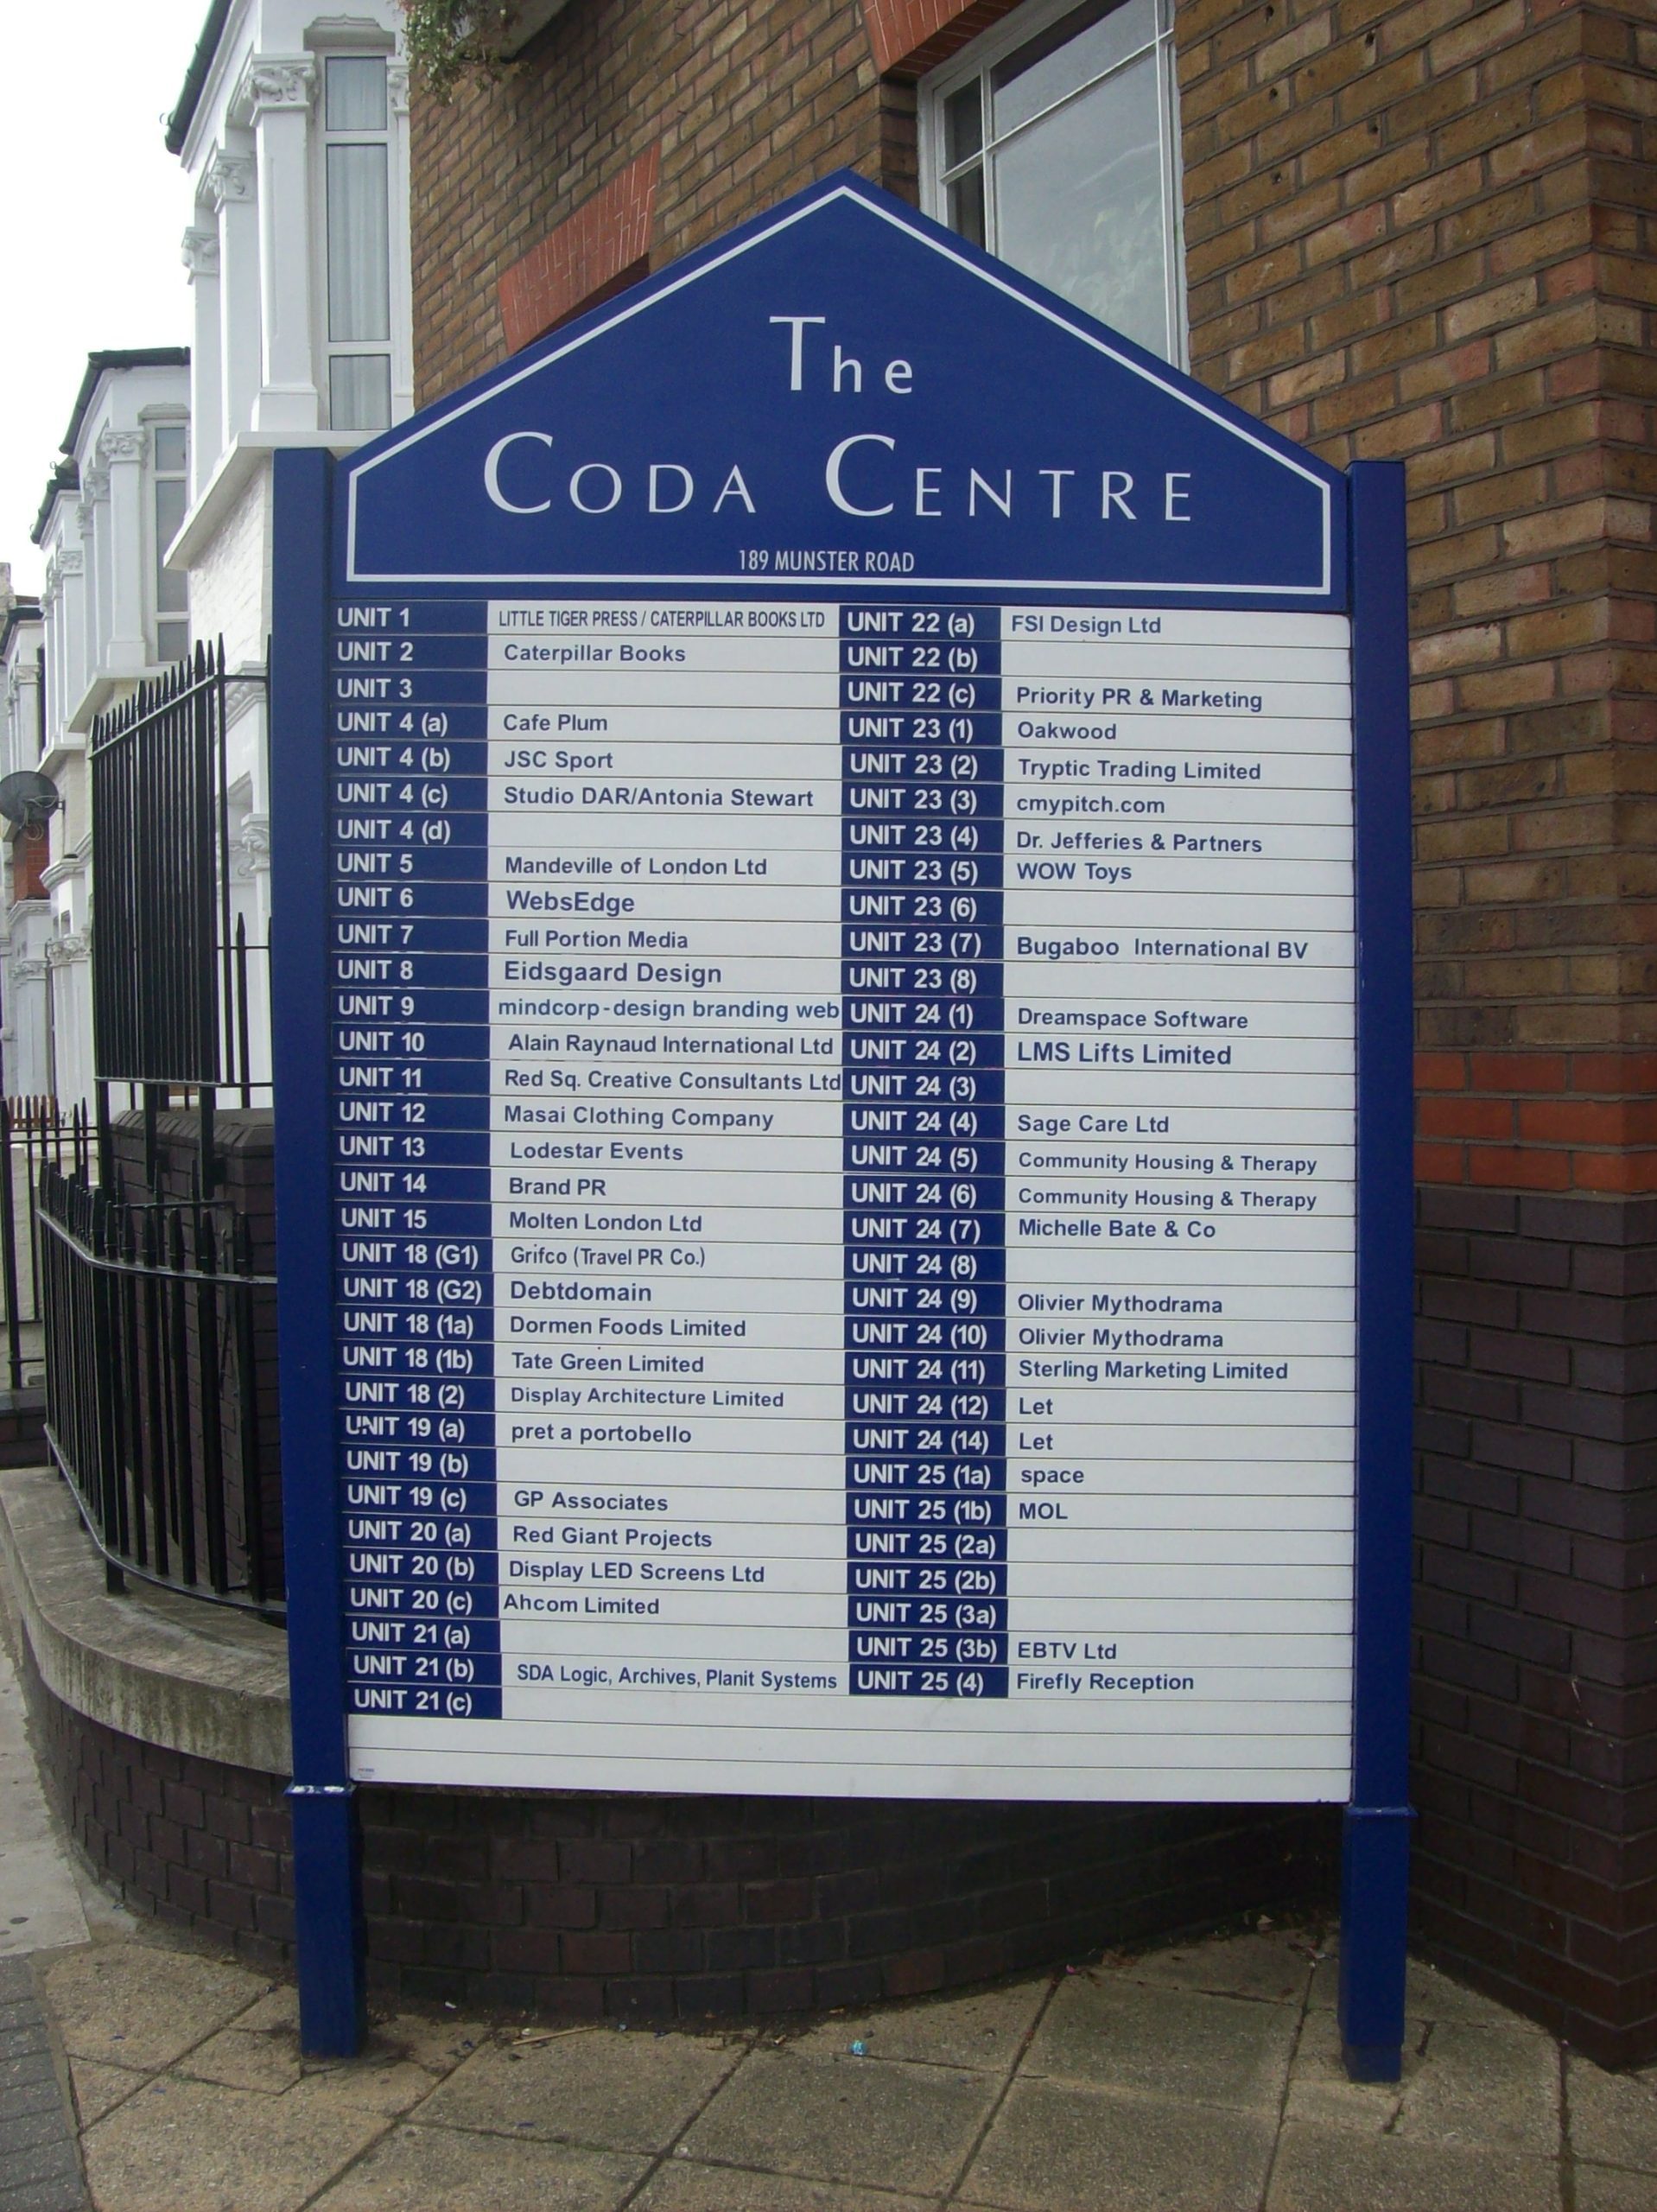 The
CODA CENTRE
189 MUNSTER ROAD
UNIT 1 LITTLE TIGER PRESS / CATERPILLAR BOOKS LTD
UNIT 2 Caterpillar Books
UNIT 3
UNIT 4 (a) Cafe Plum
UNIT 4 (b) JSC Sport
UNIT 4 (c) Studio DAR/Antonia Stewart
UNIT 4 (d)
UNIT 5 Mandeville of London Ltd
UNIT 6 WebsEdge
UNIT 7 Full Portion Media
UNIT 8 Eidsgaard Design
UNIT 9 mindcorp-design branding web
UNIT 10 Alain Raynaud International Ltd
UNIT 11 Red Sq. Creative Consultants Ltd
UNIT 12 Masai Clothing Company
UNIT 13 Lodestar Events
UNIT 14 Brand PR
UNIT 15 Molten London Ltd
UNIT 18 (G1) Grifco (Travel PR Co.)
UNIT 18 (G2) Debtdomain
UNIT 18 (1a) Dormen Foods Limited
UNIT 18 (1b) Tate Green Limited
UNIT 18 (2) Display Architecture Limited
UNIT 19 (a) pret a portobello
UNIT 19 (b)
UNIT 19 (c) GP Associates
UNIT 20 (a) Red Giant Projects
UNIT 20 (b) Display LED Screens Ltd
UNIT 20 (c) Ahcom Limited
UNIT 21 (a)
UNIT 21 (b) SDA Logic, Archives, Planit Systems
UNIT 21 (c)
UNIT 22 (a) FSI Design Ltd
UNIT 22 (b)
UNIT 22 (c) Priority PR & Marketing
UNIT 23 (1) Oakwood
UNIT 23 (2) Tryptic Trading Limited
UNIT 23 (3) cmypitch.com
UNIT 23 (4) Dr. Jefferies & Partners
UNIT 23 (5) WOW Toys
UNIT 23 (6)
UNIT 23 (7) Bugaboo International BV
UNIT 23 (8)
UNIT 24 (1) Dreamspace Software
UNIT 24 (2) LMS Lifts Limited
UNIT 24 (3)
UNIT 24 (4) Sage Care Ltd
UNIT 24 (5) Community Housing & Therapy
UNIT 24 (6) Community Housing & Therapy
UNIT 24 (7) Michelle Bate & Co
UNIT 24 (8)
UNIT 24 (9) Olivier Mythodrama
UNIT 24 (10) Olivier Mythodrama
UNIT 24 (11) Sterling Marketing Limited
UNIT 24 (12) Let
UNIT 24 (14) Let
UNIT 25 (1a) space
UNIT 25 (1b) MOL
UNIT 25 (2a)
UNIT 25 (2b)
UNIT 25 (3a)
UNIT 25 (3b) EBTV Ltd
UNIT 25 (4) Firefly Reception